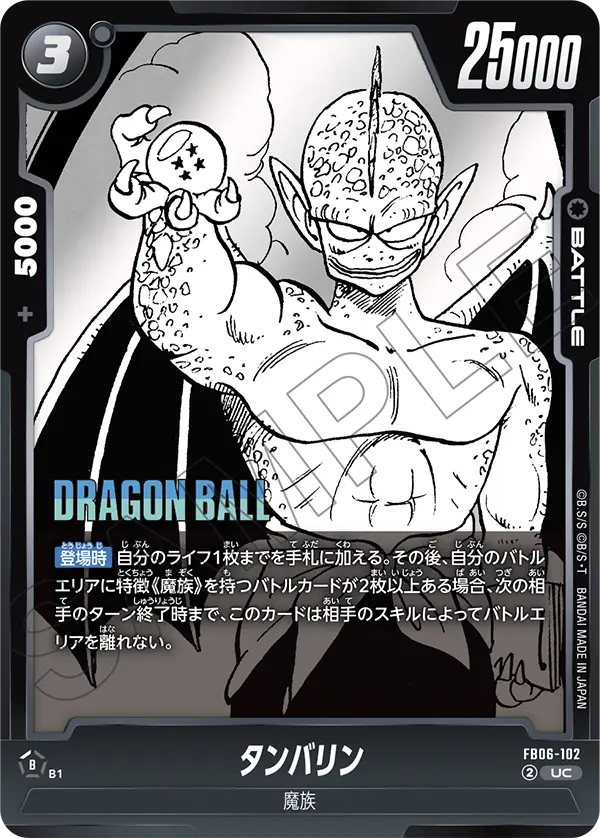 3
25000
+ 5000
BATTLE
SAMPLE
DRAGON BALL
登場時 自分のライフ1枚までを手札に加える。その後、自分のバトル
エリアに特徴《魔族》を持つバトルカードが2枚以上ある場合、次の相
手のターン終了時まで、このカードは相手のスキルによってバトルエ
リアを離れない。
©B.S/S ©B/S・T BANDAI MADE IN JAPAN
タンバリン
FB06-102
B
B1
2 UC
魔族